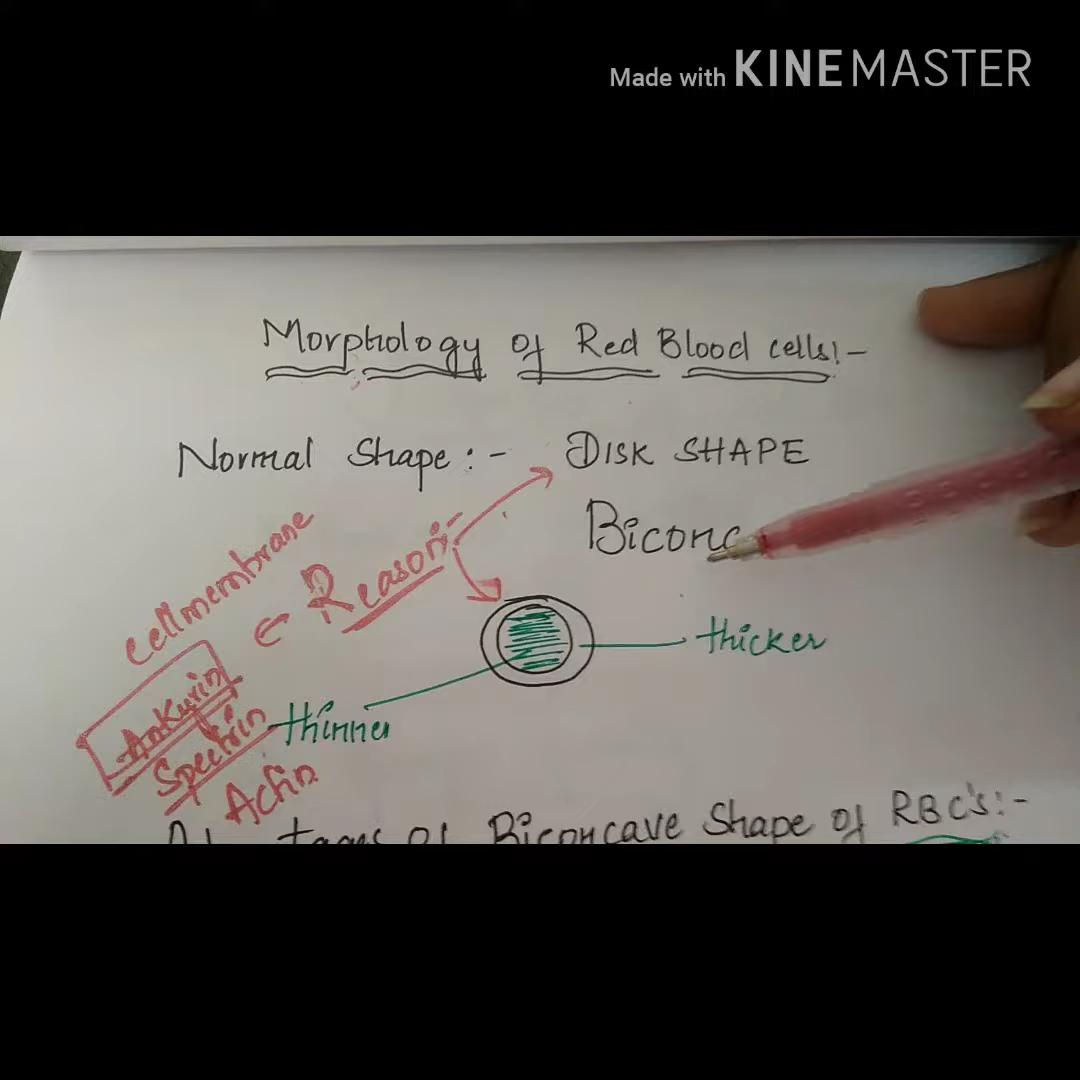 Made with KINEMASTER
Morphology of Red Blood cells:-
Normal Shape:- DISK SHAPE
Biconc
Reason:-
cellmembrane
thicker
Ankyrin
Spectrin
Actin
thinner
of Biconcave Shape of RBC's:-